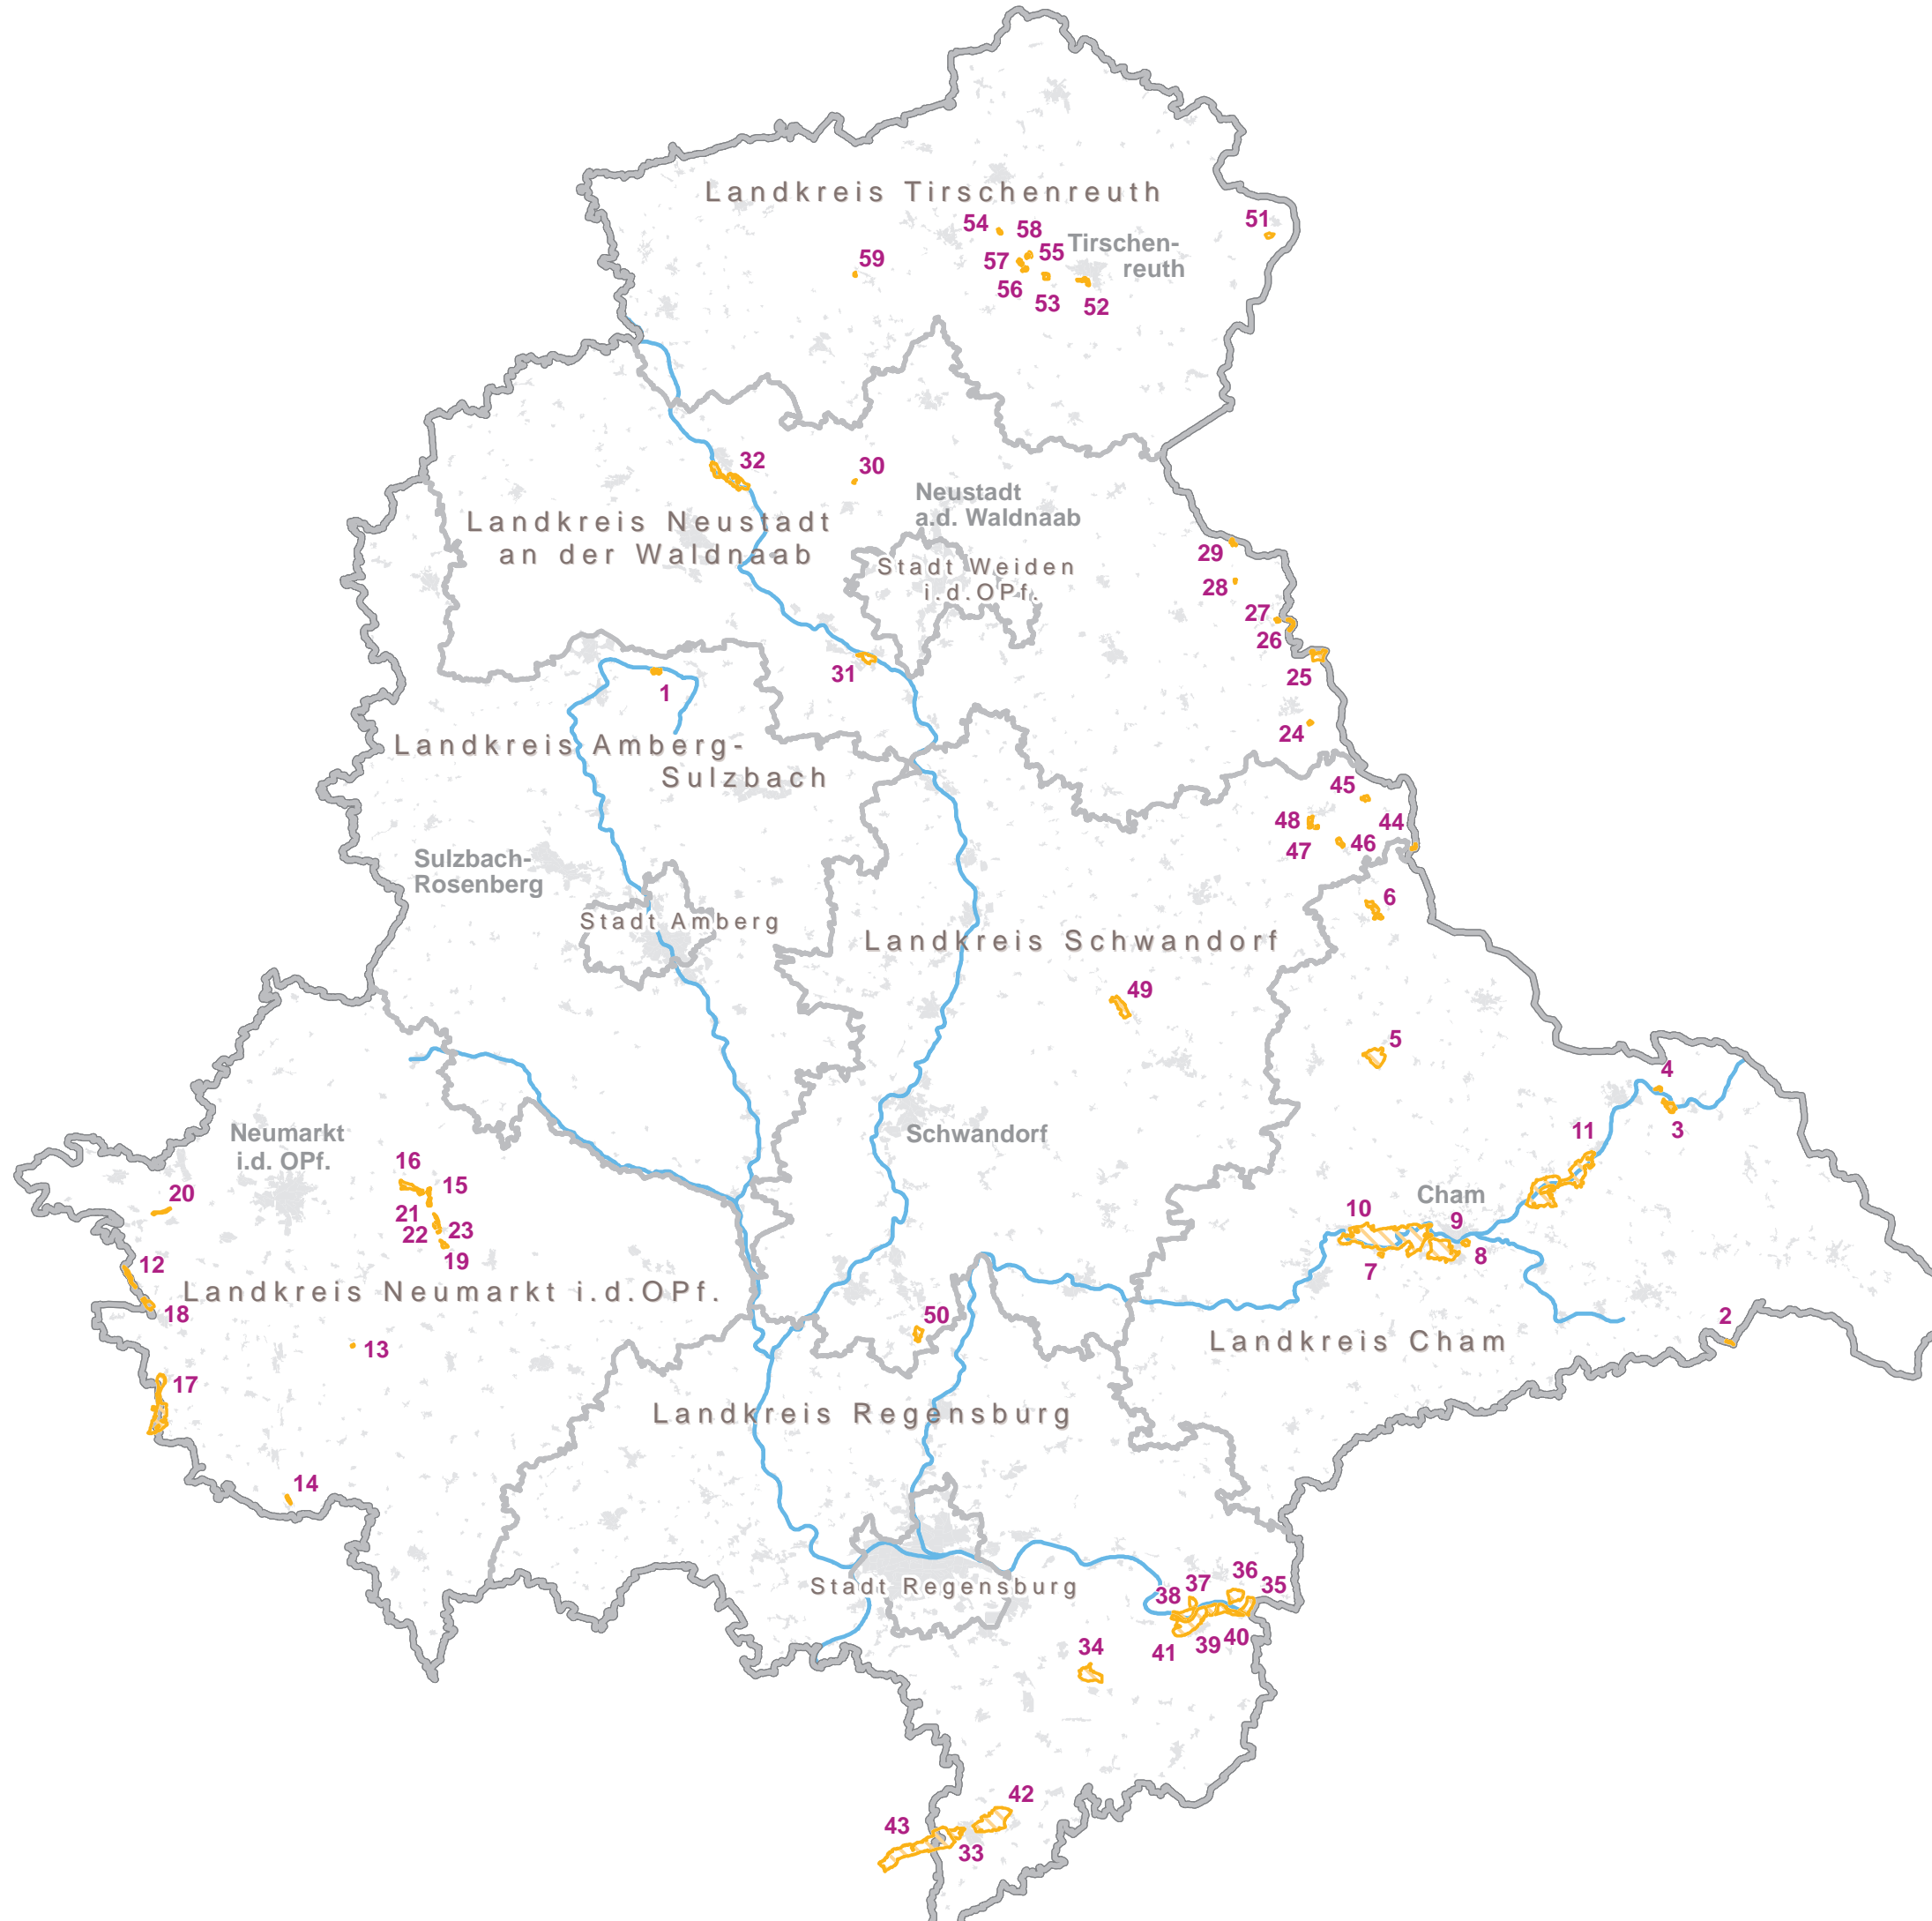 Landkreis Tirschenreuth
51
54
58
Tirschen-
reuth
55
57
59
56
53
52
32
30
Neustadt
a.d. Waldnaab
Landkreis Neustadt
an der Waldnaab
Stadt Weiden
i.d.OPf.
29
28
27
26
31
25
1
24
Landkreis Amberg-
Sulzbach
45
48
44
47
46
Sulzbach-
Rosenberg
6
Stadt Amberg
Landkreis Schwandorf
49
5
4
3
11
Neumarkt
i.d. OPf.
Schwandorf
16
15
20
21
22
23
19
Cham
10
9
8
7
12
18
Landkreis Neumarkt i.d.OPf.
50
2
13
Landkreis Cham
17
Landkreis Regensburg
14
Stadt Regensburg
36
35
37
38
39
40
41
34
42
43
33